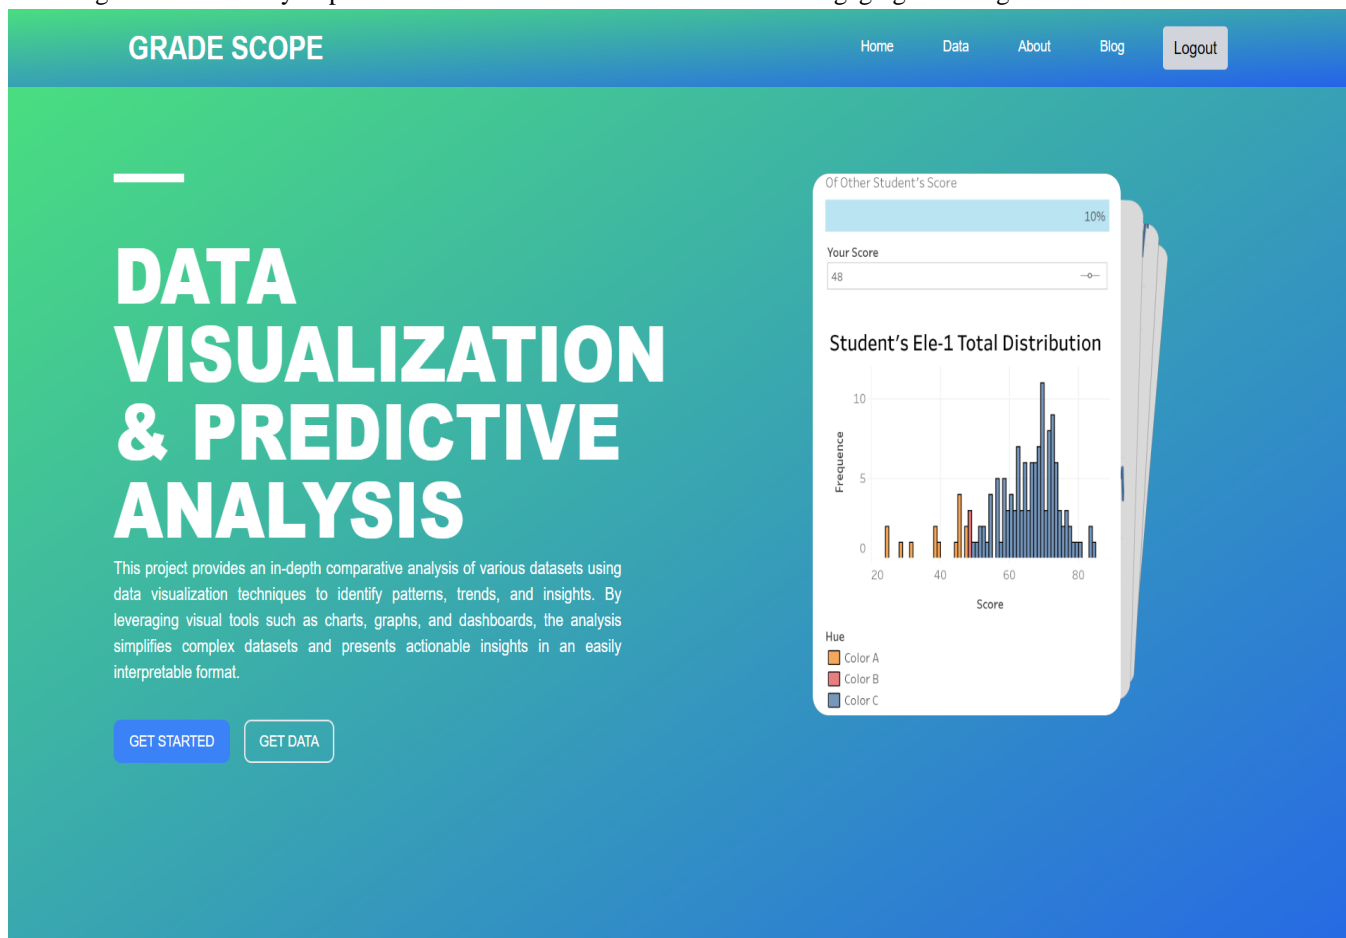 GRADE SCOPE
Home
Data
About
Blog
Logout
DATA
VISUALIZATION
& PREDICTIVE
ANALYSIS
This project provides an in-depth comparative analysis of various datasets using
data visualization techniques to identify patterns, trends, and insights. By
leveraging visual tools such as charts, graphs, and dashboards, the analysis
simplifies complex datasets and presents actionable insights in an easily
interpretable format.
GET STARTED
GET DATA
Of Other Student's Score
10%
Your Score
48
Student's Ele-1 Total Distribution
Frequence
10
5
0
20 40 60 80
Score
Hue
Color A
Color B
Color C